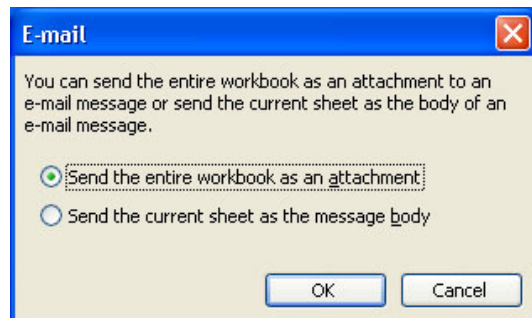 E-mail
You can send the entire workbook as an attachment to an
e-mail message or send the current sheet as the body of an
e-mail message.
Send the entire workbook as an attachment
Send the current sheet as the message body
OK
Cancel